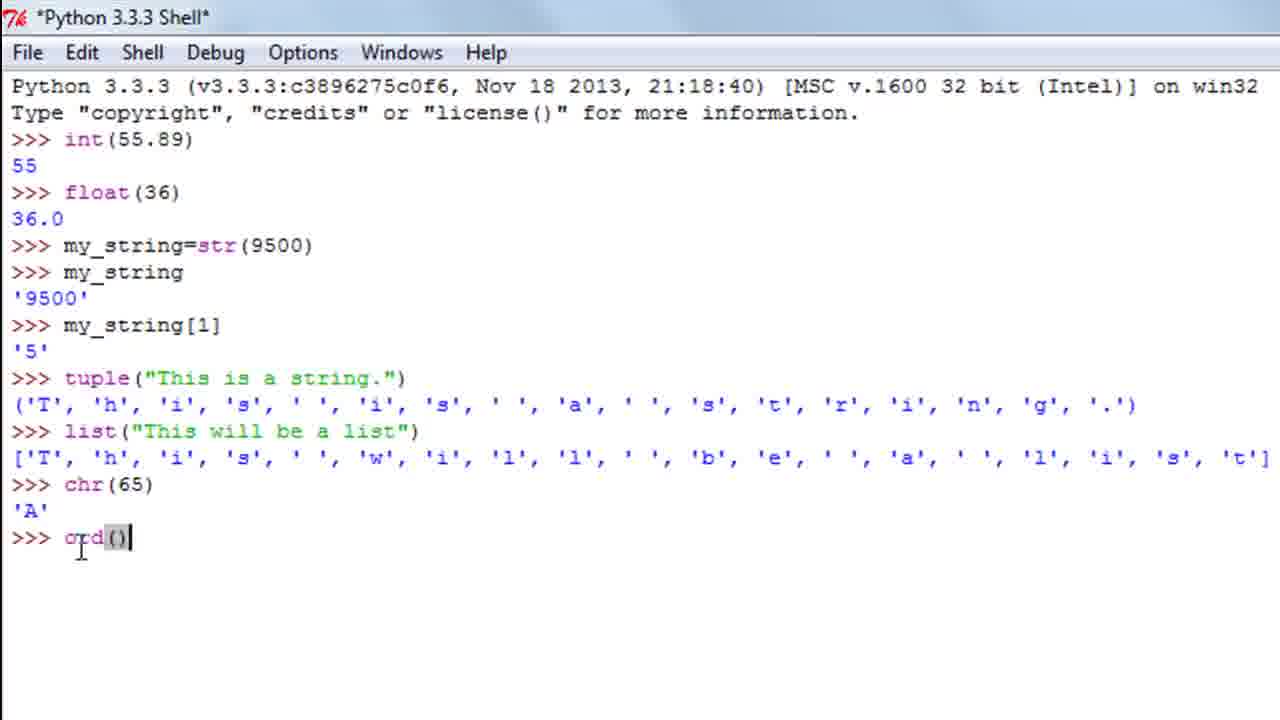 *Python 3.3.3 Shell*
File Edit Shell Debug Options Windows Help
Python 3.3.3 (v3.3.3:c3896275c0f6, Nov 18 2013, 21:18:40) [MSC v.1600 32 bit (Intel)] on win32
Type "copyright", "credits" or "license()" for more information.
>>> int(55.89)
55
>>> float(36)
36.0
>>> my_string=str(9500)
>>> my_string
'9500'
>>> my_string[1]
'5'
>>> tuple("This is a string.")
('T', 'h', 'i', 's', ' ', 'i', 's', ' ', 'a', ' ', 's', 't', 'r', 'i', 'n', 'g', '.')
>>> list("This will be a list")
['T', 'h', 'i', 's', ' ', 'w', 'i', 'l', 'l', ' ', 'b', 'e', ' ', 'a', ' ', 'l', 'i', 's', 't']
>>> chr(65)
'A'
>>> ord()